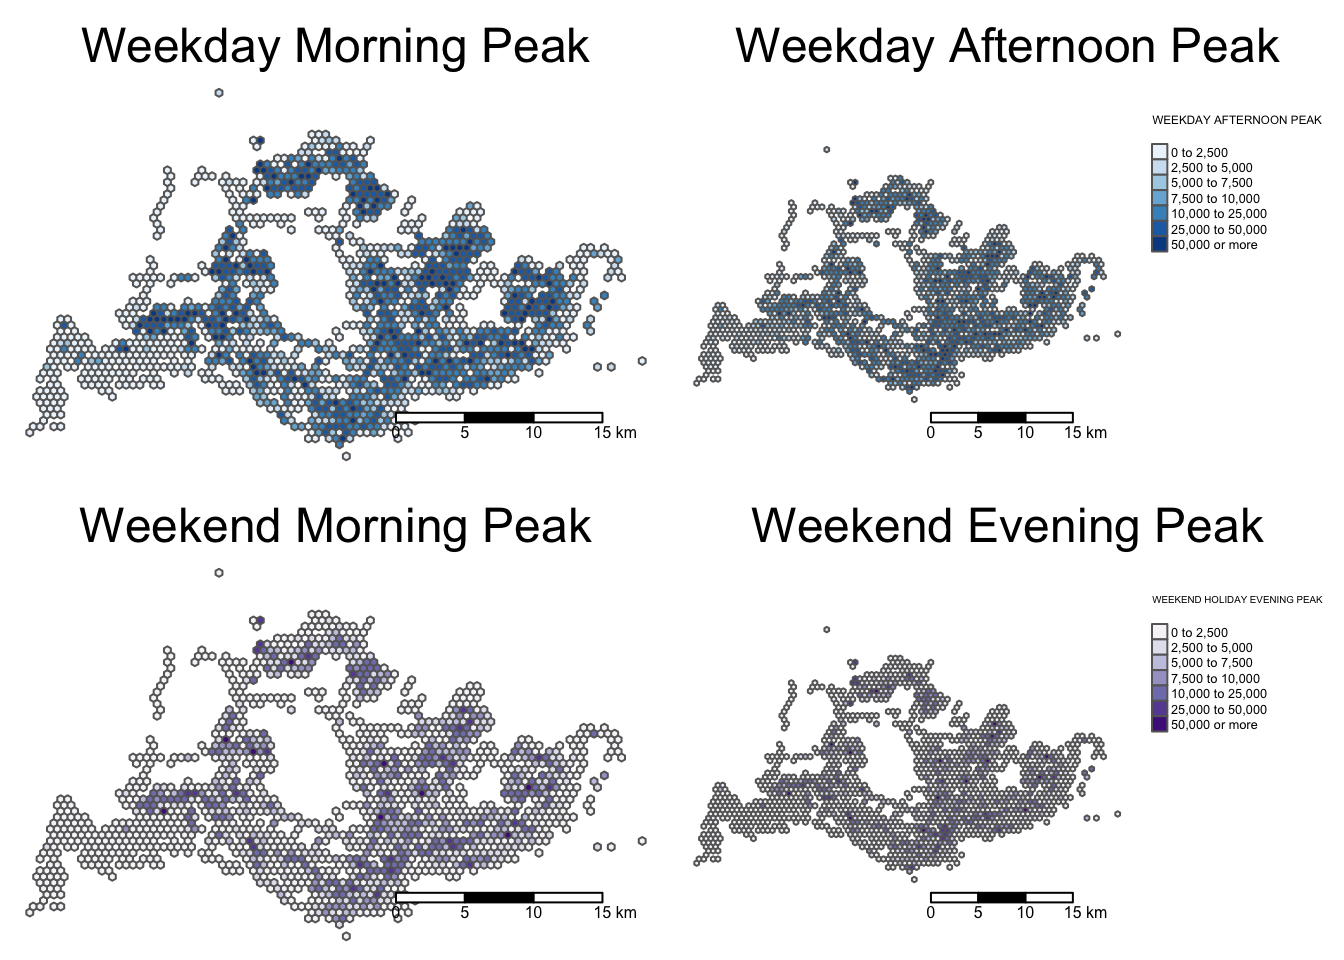 Weekday Morning Peak
0 5 10 15 km
Weekday Afternoon Peak
WEEKDAY AFTERNOON PEAK
0 to 2,500
2,500 to 5,000
5,000 to 7,500
7,500 to 10,000
10,000 to 25,000
25,000 to 50,000
50,000 or more
0 5 10 15 km
Weekend Morning Peak
0 5 10 15 km
Weekend Evening Peak
WEEKEND HOLIDAY EVENING PEAK
0 to 2,500
2,500 to 5,000
5,000 to 7,500
7,500 to 10,000
10,000 to 25,000
25,000 to 50,000
50,000 or more
0 5 10 15 km